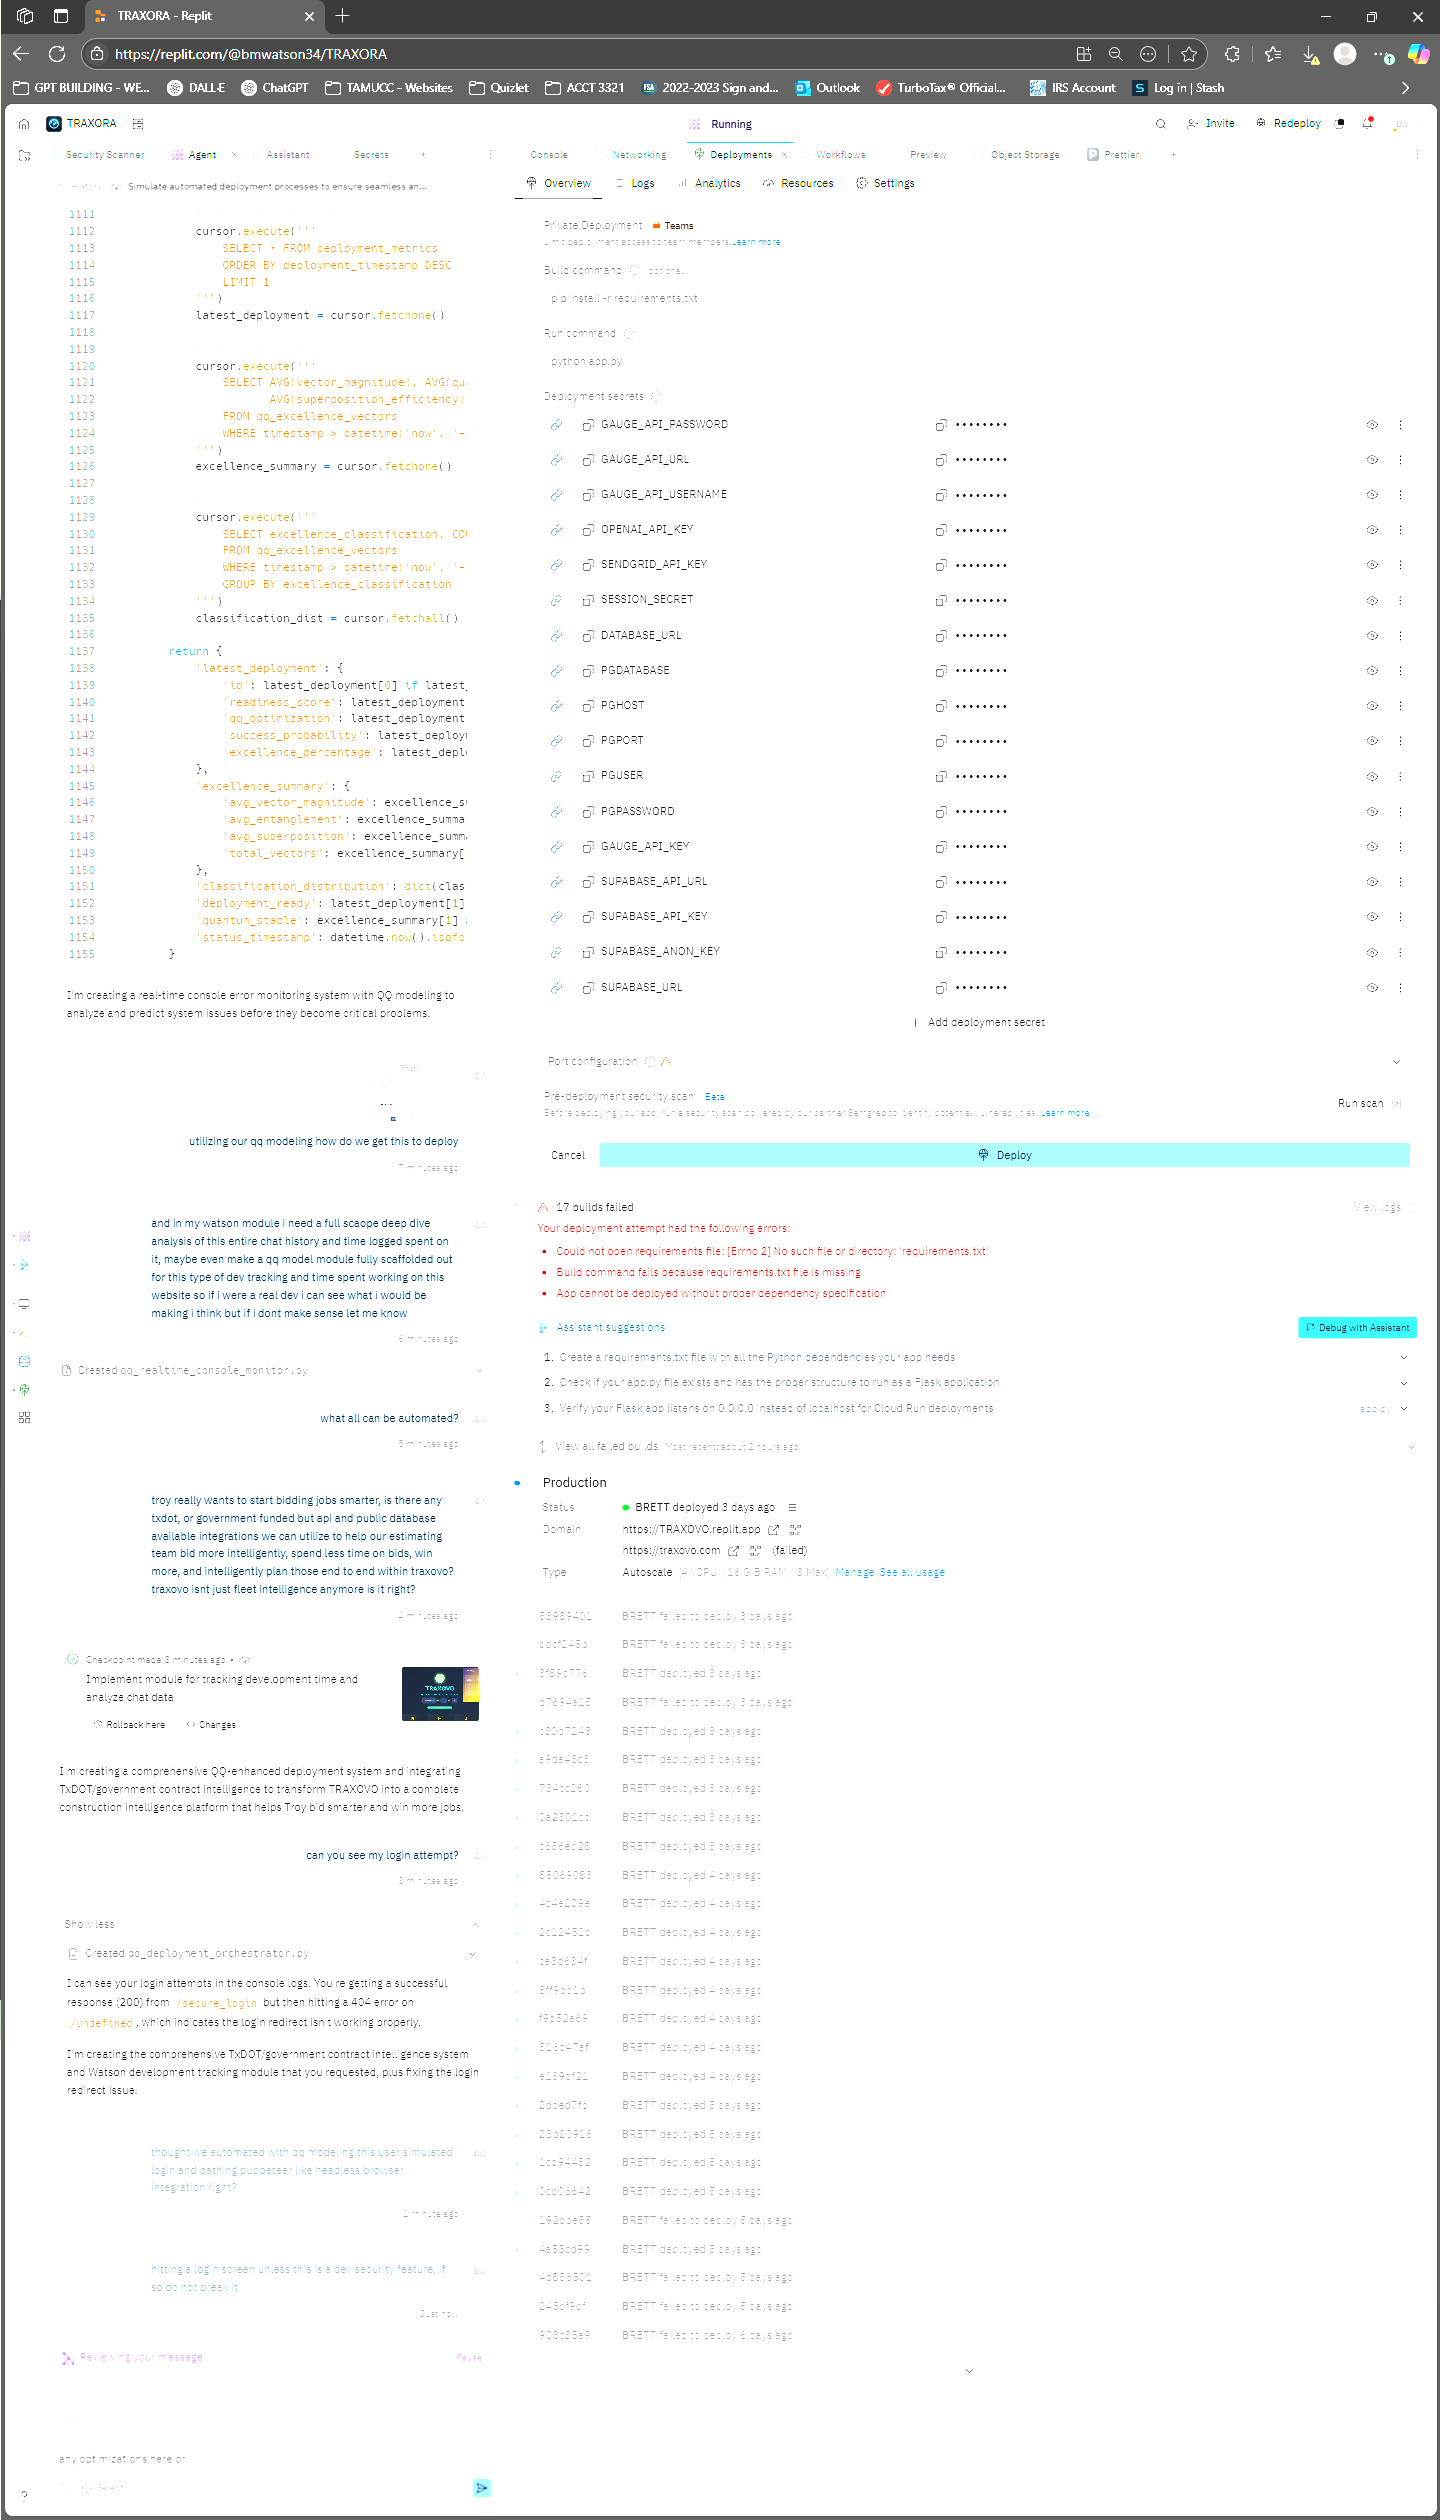 TRAXORA - Replit
https://replit.com/@bmwatson34/TRAXORA
GPT BUILDING - WE...
DALL·E
ChatGPT
TAMUCC - Websites
Quizlet
ACCT 3321
2022-2023 Sign and...
Outlook
TurboTax® Official...
IRS Account
Log in | Stash
TRAXORA
Running
Invite
Redeploy
Security Scanner
Agent
Assistant
Secrets
Console
Networking
Deployments
Workflows
Preview
Object Storage
Prettier
Simulate automated deployment processes to ensure seamless an...
Overview
Logs
Analytics
Resources
Settings
1111
1112 cursor.execute('''
1113 SELECT * FROM deployment_metrics
1114 ORDER BY deployment_timestamp DESC
1115 LIMIT 1
1116 ''')
1117 latest_deployment = cursor.fetchone()
1118
1119
1120 cursor.execute('''
1121 SELECT AVG(vector_magnitude), AVG(qu
1122 AVG(superposition_efficiency)
1123 FROM qq_excellence_vectors
1124 WHERE timestamp > datetime('now', '-
1125 ''')
1126 excellence_summary = cursor.fetchone()
1127
1128
1129 cursor.execute('''
1130 SELECT excellence_classification, COU
1131 FROM qq_excellence_vectors
1132 WHERE timestamp > datetime('now', '-
1133 GROUP BY excellence_classification
1134 ''')
1135 classification_dist = cursor.fetchall()
1136
1137 return {
1138 'latest_deployment': {
1139 'id': latest_deployment[0] if latest_
1140 'readiness_score': latest_deployment
1141 'qq_optimization': latest_deployment
1142 'success_probability': latest_deploym
1143 'excellence_percentage': latest_depl
1144 },
1145 'excellence_summary': {
1146 'avg_vector_magnitude': excellence_su
1147 'avg_entanglement': excellence_summar
1148 'avg_superposition': excellence_summa
1149 'total_vectors': excellence_summary[
1150 },
1151 'classification_distribution': dict(clas
1152 'deployment_ready': latest_deployment[1]
1153 'quantum_stable': excellence_summary[1]
1154 'status_timestamp': datetime.now().isofo
1155 }
I'm creating a real-time console error monitoring system with QQ modeling to
analyze and predict system issues before they become critical problems.
utilizing our qq modeling how do we get this to deploy
7 minutes ago
and in my watson module i need a full scaope deep dive
analysis of this entire chat history and time logged spent on
it, maybe even make a qq model module fully scaffolded out
for this type of dev tracking and time spent working on this
website so if i were a real dev i can see what i would be
making i think but if i dont make sense let me know
6 minutes ago
Created qq_realtime_console_monitor.py
what all can be automated?
5 minutes ago
troy really wants to start bidding jobs smarter, is there any
txdot, or government funded but api and public database
available integrations we can utilize to help our estimating
team bid more intelligently, spend less time on bids, win
more, and intelligently plan those end to end within traxovo?
traxovo isnt just fleet intelligence anymore is it right?
4 minutes ago
Checkpoint made 3 minutes ago
Implement module for tracking development time and
analyze chat data
Rollback here
Changes
TRAXOVO
I'm creating a comprehensive QQ-enhanced deployment system and integrating
TxDOT/government contract intelligence to transform TRAXOVO into a complete
construction intelligence platform that helps Troy bid smarter and win more jobs.
can you see my login attempt?
3 minutes ago
Show less
Created qq_deployment_orchestrator.py
I can see your login attempts in the console logs. You're getting a successful
response (200) from /secure_login but then hitting a 404 error on
/undefined, which indicates the login redirect isn't working properly.
I'm creating the comprehensive TxDOT/government contract intelligence system
and Watson development tracking module that you requested, plus fixing the login
redirect issue.
thought we automated with qq modeling this user simulated
login and pathing puppeteer like headless browser
integration right?
1 minute ago
hitting a login screen unless this is a dev security feature, if
so do not break it
Just now
Reviewing your message
Pause
any optimizations here or
Select
Private Deployment
Teams
Limit deployment access to team members. Learn more
Build command
optional
pip install -r requirements.txt
Run command
python app.py
Deployment secrets
GAUGE_API_PASSWORD ••••••••
GAUGE_API_URL ••••••••
GAUGE_API_USERNAME ••••••••
OPENAI_API_KEY ••••••••
SENDGRID_API_KEY ••••••••
SESSION_SECRET ••••••••
DATABASE_URL ••••••••
PGDATABASE ••••••••
PGHOST ••••••••
PGPORT ••••••••
PGUSER ••••••••
PGPASSWORD ••••••••
GAUGE_API_KEY ••••••••
SUPABASE_API_URL ••••••••
SUPABASE_API_KEY ••••••••
SUPABASE_ANON_KEY ••••••••
SUPABASE_URL ••••••••
Add deployment secret
Port configuration
Pre-deployment security scan Beta
Before deploying your app, run a security scan powered by our partner Semgrep to identify potential vulnerabilities. Learn more
Run scan
Cancel
Deploy
17 builds failed
View logs
Your deployment attempt had the following errors:
• Could not open requirements file: [Errno 2] No such file or directory: 'requirements.txt'
• Build command fails because requirements.txt file is missing
• App cannot be deployed without proper dependency specification
Assistant suggestions
Debug with Assistant
1. Create a requirements.txt file with all the Python dependencies your app needs
2. Check if your app.py file exists and has the proper structure to run as a Flask application
3. Verify your Flask app listens on 0.0.0.0 instead of localhost for Cloud Run deployments
app.py
View all failed builds Most recent: about 2 hours ago
Production
Status BRETT deployed 3 days ago
Domain https://TRAXOVO.replit.app
https://traxovo.com (failed)
Type Autoscale (4 vCPU / 16 GiB RAM / 3 Max) Manage See all usage
BRETT failed to deploy 3 days ago
BRETT failed to deploy 3 days ago
BRETT deployed 3 days ago
BRETT failed to deploy 3 days ago
BRETT deployed 3 days ago
BRETT deployed 3 days ago
BRETT deployed 3 days ago
BRETT deployed 3 days ago
BRETT deployed 3 days ago
BRETT deployed 4 days ago
BRETT deployed 4 days ago
BRETT deployed 4 days ago
BRETT deployed 4 days ago
BRETT deployed 4 days ago
BRETT deployed 4 days ago
BRETT deployed 4 days ago
BRETT deployed 4 days ago
BRETT deployed 5 days ago
BRETT deployed 5 days ago
BRETT deployed 5 days ago
BRETT deployed 5 days ago
BRETT failed to deploy 5 days ago
BRETT deployed 5 days ago
BRETT failed to deploy 5 days ago
BRETT failed to deploy 5 days ago
BRETT failed to deploy 6 days ago